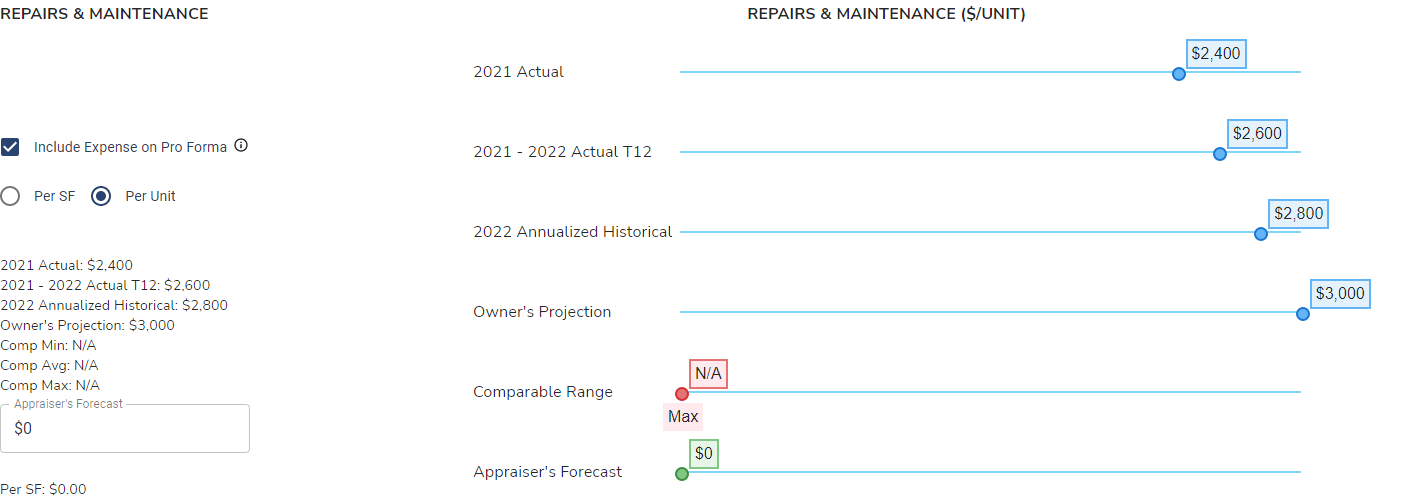 REPAIRS & MAINTENANCE
Include Expense on Pro Forma
Per SF
Per Unit
2021 Actual: $2,400
2021 - 2022 Actual T12: $2,600
2022 Annualized Historical: $2,800
Owner's Projection: $3,000
Comp Min: N/A
Comp Avg: N/A
Comp Max: N/A
Appraiser's Forecast
$0
Per SF: $0.00
REPAIRS & MAINTENANCE ($/UNIT)
2021 Actual
$2,400
2021 - 2022 Actual T12
$2,600
2022 Annualized Historical
$2,800
Owner's Projection
$3,000
Comparable Range
N/A
Max
Appraiser's Forecast
$0